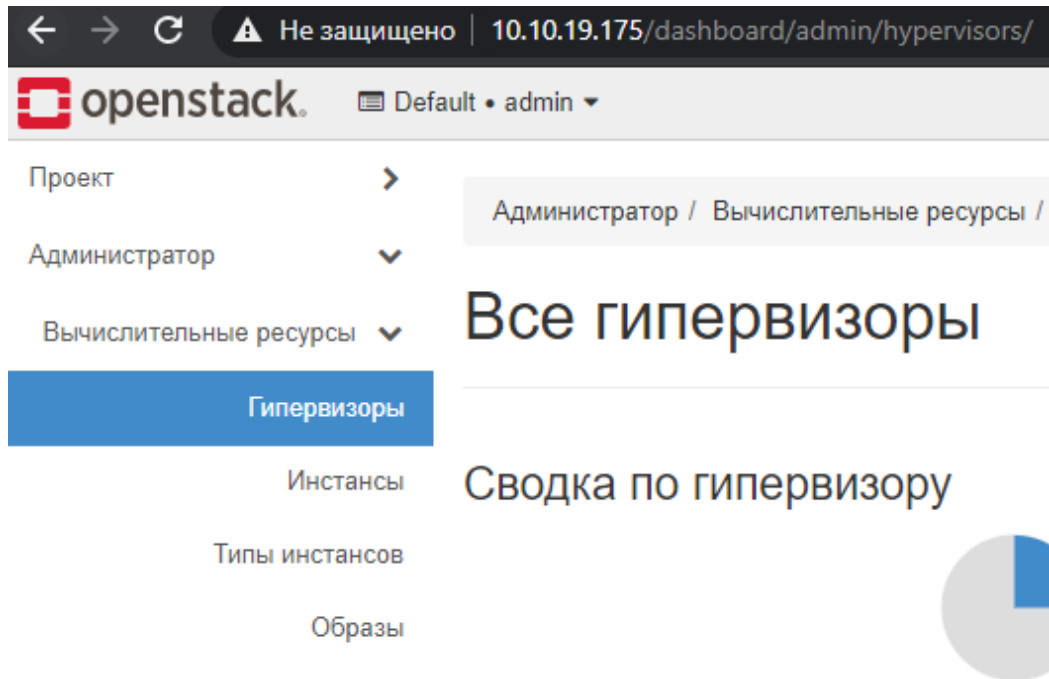 Не защищено | 10.10.19.175/dashboard/admin/hypervisors/
openstack. Default • admin
Проект
Администратор / Вычислительные ресурсы /
Администратор
Все гипервизоры
Вычислительные ресурсы
Гипервизоры
Инстансы
Сводка по гипервизору
Типы инстансов
Образы